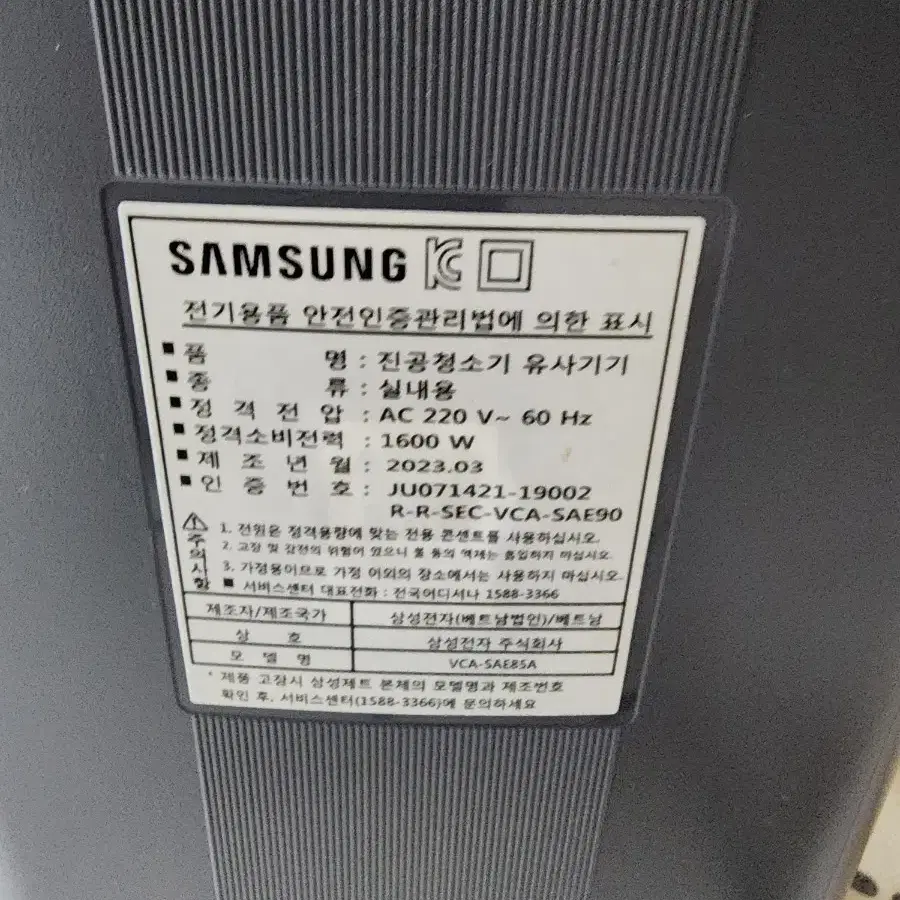 SAMSUNG
전기용품 안전인증관리법에 의한 표시
■ 품 명 : 진공청소기 유사기기
■ 종 류 : 실내용
■ 정 격 전 압 : AC 220 V~ 60 Hz
■ 정격소비전력 : 1600 W
■ 제 조 년 월 : 2023.03
■ 인 증 번 호 : JU071421-19002
R-R-SEC-VCA-SAE90
주의사항
1. 전원은 정격용량에 맞는 전용 콘센트를 사용하십시오.
2. 고장 및 감전의 위험이 있으니 물 등의 액체는 흡입하지 마십시오.
3. 가정용이므로 가정 이외의 장소에서는 사용하지 마십시오.
■ 서비스센터 대표전화 : 전국어디서나 1588-3366
제조자/제조국가 삼성전자(베트남법인)/베트남
상 호 삼성전자 주식회사
모 델 명 VCA-SAE85A
* 제품 고장시 삼성제트 본체의 모델명과 제조번호
확인 후, 서비스센터(1588-3366)에 문의하세요